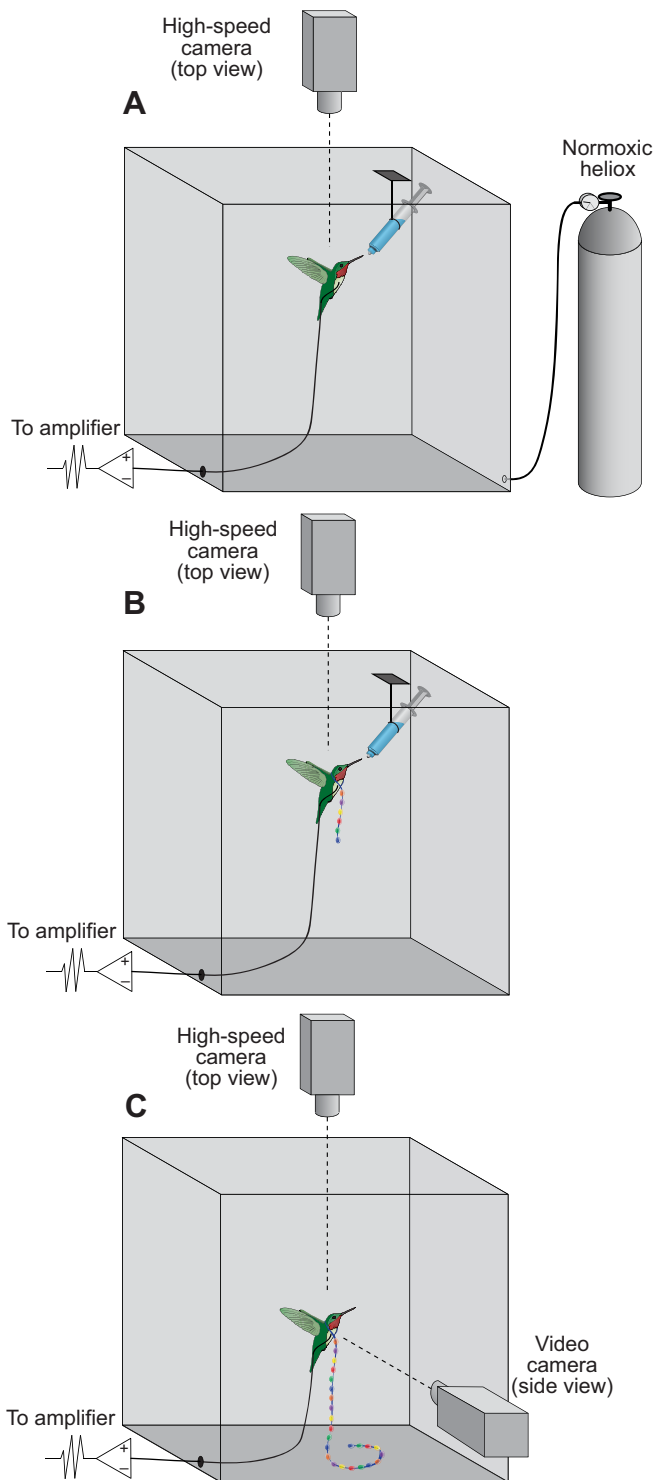 High-speed
camera
(top view)
A
Normoxic
heliox
To amplifier
+
–
High-speed
camera
(top view)
B
To amplifier
+
–
High-speed
camera
(top view)
C
Video
camera
(side view)
To amplifier
+
–